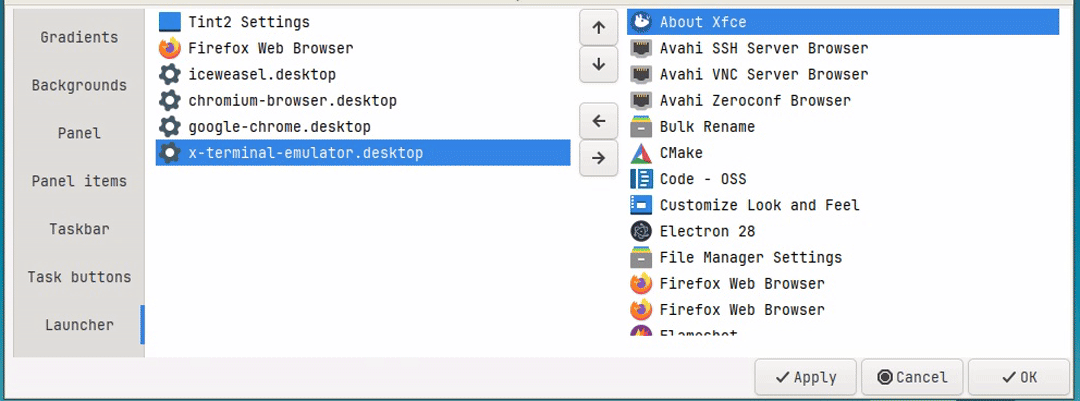 Gradients
Backgrounds
Panel
Panel items
Taskbar
Task buttons
Launcher
Tint2 Settings
Firefox Web Browser
iceweasel.desktop
chromium-browser.desktop
google-chrome.desktop
x-terminal-emulator.desktop
About Xfce
Avahi SSH Server Browser
Avahi VNC Server Browser
Avahi Zeroconf Browser
Bulk Rename
CMake
Code - OSS
Customize Look and Feel
Electron 28
File Manager Settings
Firefox Web Browser
Firefox Web Browser
Flameshot
Apply
Cancel
OK